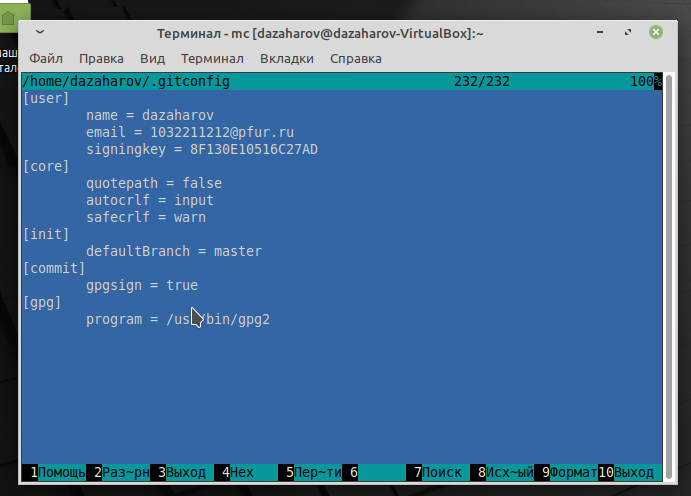 Терминал - mc [dazaharov@dazaharov-VirtualBox]:~
Файл Правка Вид Терминал Вкладки Справка
/home/dazaharov/.gitconfig 232/232 100%
[user]
name = dazaharov
email = 1032211212@pfur.ru
signingkey = 8F130E10516C27AD
[core]
quotepath = false
autocrlf = input
safecrlf = warn
[init]
defaultBranch = master
[commit]
gpgsign = true
[gpg]
program = /usr/bin/gpg2
1Помощь 2Раз~рн 3Выход 4Hex 5Пер~ти 6 7Поиск 8Исх~ый 9Формат 10Выход